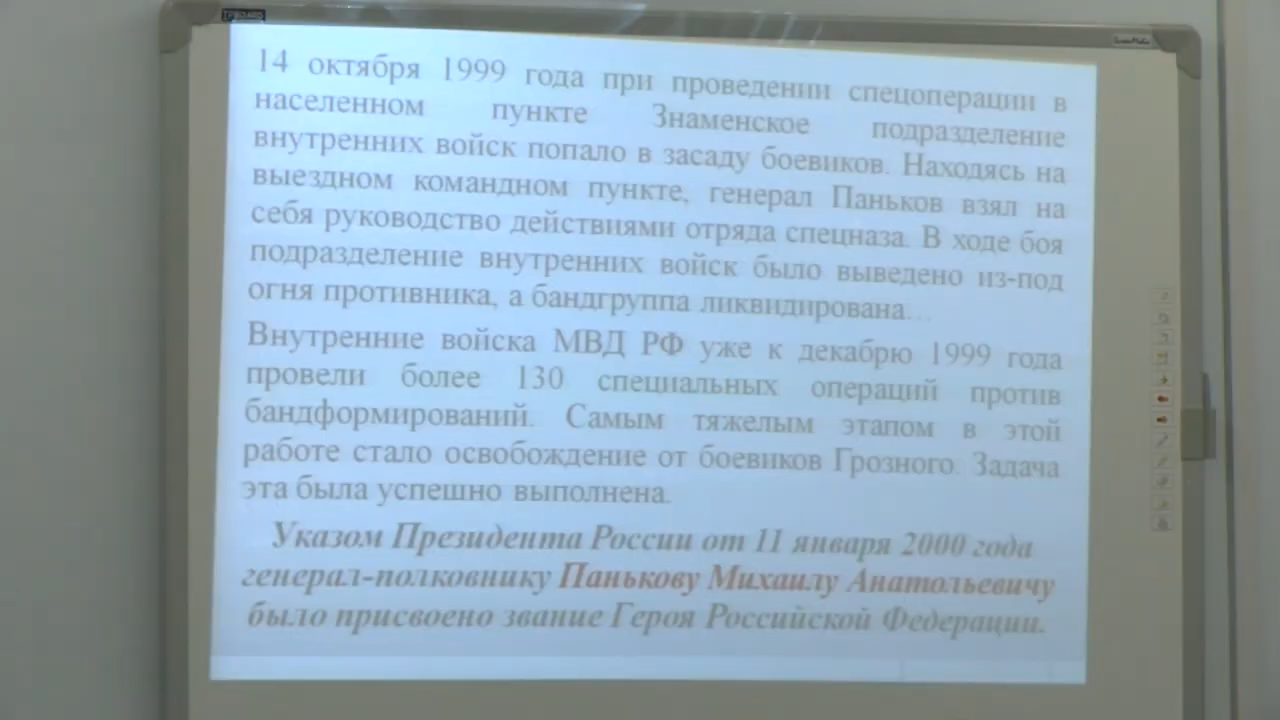 14 октября 1999 года при проведении спецоперации в
населенном пункте Знаменское подразделение
внутренних войск попало в засаду боевиков. Находясь на
выездном командном пункте, генерал Паньков взял на
себя руководство действиями отряда спецназа. В ходе боя
подразделение внутренних войск было выведено из-под
огня противника, а бандгруппа ликвидирована...
Внутренние войска МВД РФ уже к декабрю 1999 года
провели более 130 специальных операций против
бандформирований. Самым тяжелым этапом в этой
работе стало освобождение от боевиков Грозного. Задача
эта была успешно выполнена.
Указом Президента России от 11 января 2000 года
генерал-полковнику Панькову Михаилу Анатольевичу
было присвоено звание Героя Российской Федерации.